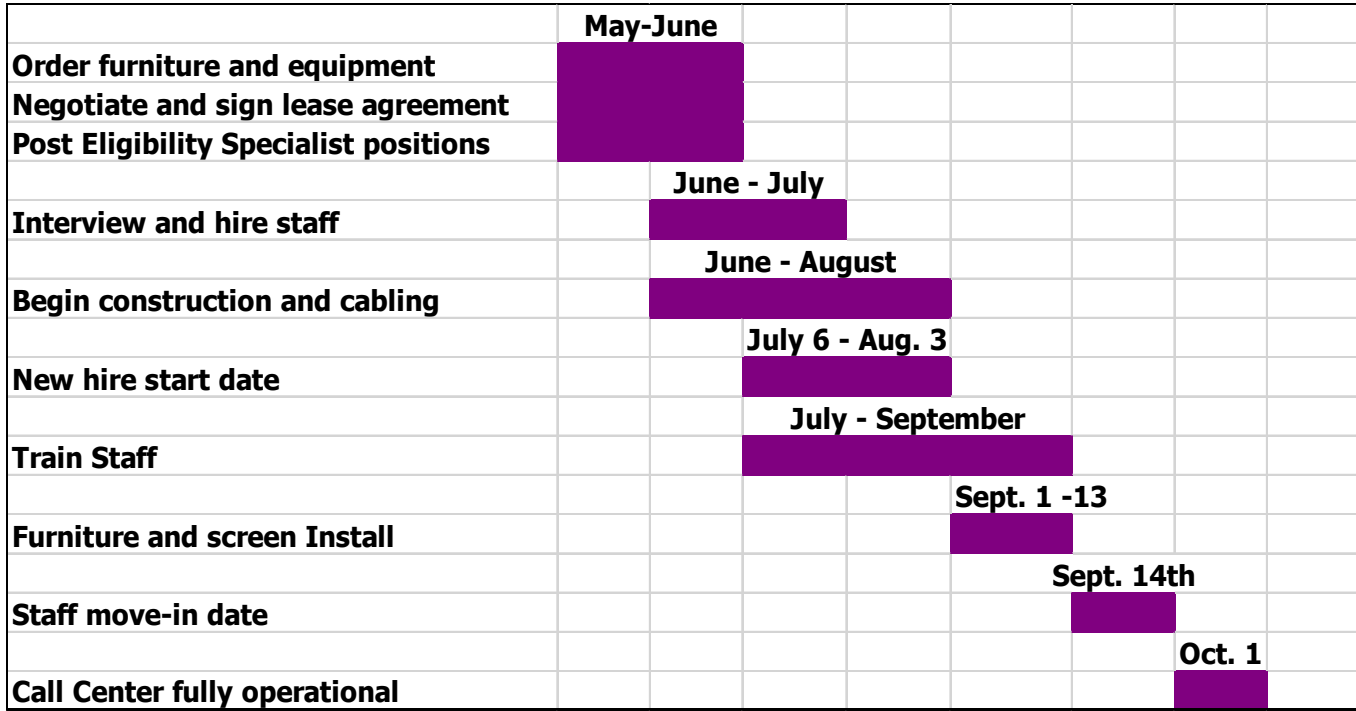 May-June
Order furniture and equipment
Negotiate and sign lease agreement
Post Eligibility Specialist positions
June - July
Interview and hire staff
June - August
Begin construction and cabling
July 6 - Aug. 3
New hire start date
July - September
Train Staff
Sept. 1 -13
Furniture and screen Install
Sept. 14th
Staff move-in date
Oct. 1
Call Center fully operational